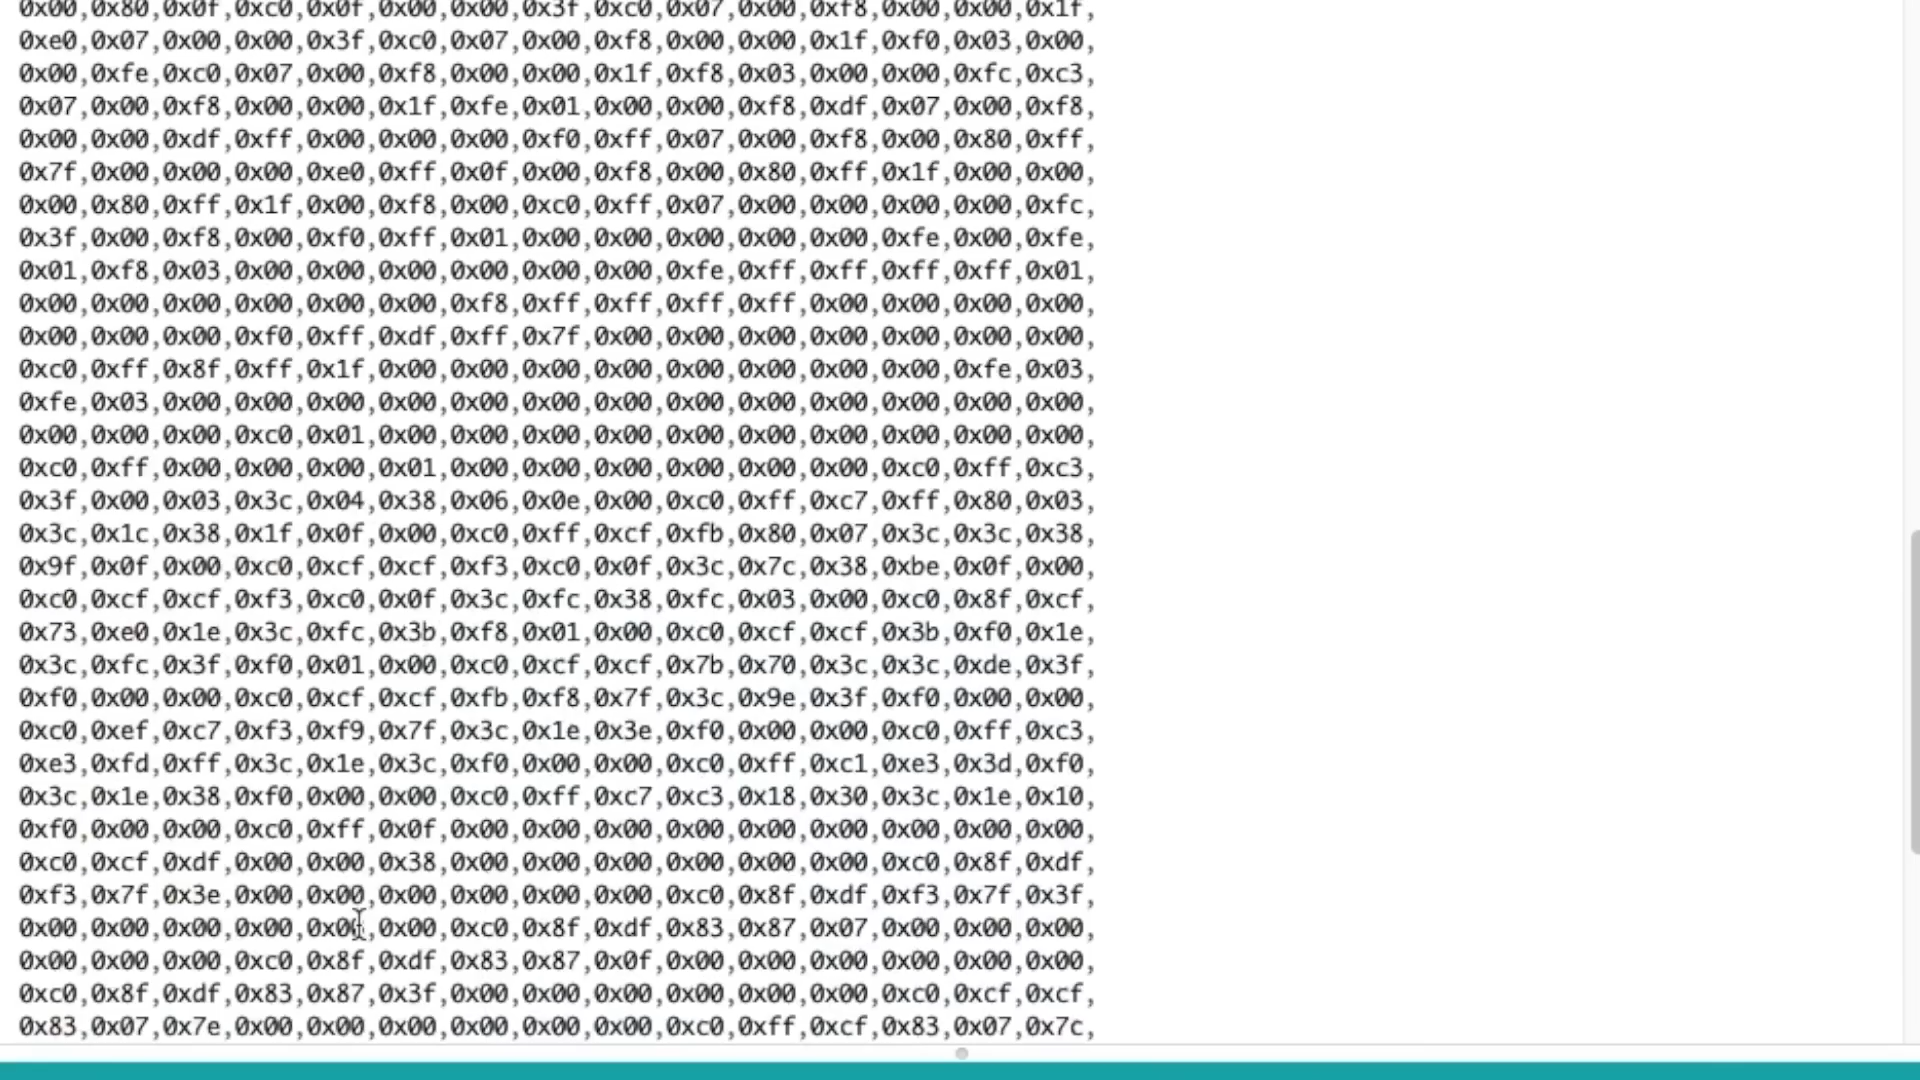 0x00,0x80,0x0f,0xc0,0x0f,0x00,0x00,0x3f,0xc0,0x07,0x00,0xf8,0x00,0x00,0x1f,
0xe0,0x07,0x00,0x00,0x3f,0xc0,0x07,0x00,0xf8,0x00,0x00,0x1f,0xf0,0x03,0x00,
0x00,0xfe,0xc0,0x07,0x00,0xf8,0x00,0x00,0x1f,0xf8,0x03,0x00,0x00,0xfc,0xc3,
0x07,0x00,0xf8,0x00,0x00,0x1f,0xfe,0x01,0x00,0x00,0xf8,0xdf,0x07,0x00,0xf8,
0x00,0x00,0xdf,0xff,0x00,0x00,0x00,0xf0,0xff,0x07,0x00,0xf8,0x00,0x80,0xff,
0x7f,0x00,0x00,0x00,0xe0,0xff,0x0f,0x00,0xf8,0x00,0x80,0xff,0x1f,0x00,0x00,
0x00,0x80,0xff,0x1f,0x00,0xf8,0x00,0xc0,0xff,0x07,0x00,0x00,0x00,0x00,0xfc,
0x3f,0x00,0xf8,0x00,0xf0,0xff,0x01,0x00,0x00,0x00,0x00,0x00,0xfe,0x00,0xfe,
0x01,0xf8,0x03,0x00,0x00,0x00,0x00,0x00,0x00,0xfe,0xff,0xff,0xff,0xff,0x01,
0x00,0x00,0x00,0x00,0x00,0x00,0xf8,0xff,0xff,0xff,0xff,0x00,0x00,0x00,0x00,
0x00,0x00,0x00,0xf0,0xff,0xdf,0xff,0x7f,0x00,0x00,0x00,0x00,0x00,0x00,0x00,
0xc0,0xff,0x8f,0xff,0x1f,0x00,0x00,0x00,0x00,0x00,0x00,0x00,0x00,0xfe,0x03,
0xfe,0x03,0x00,0x00,0x00,0x00,0x00,0x00,0x00,0x00,0x00,0x00,0x00,0x00,0x00,
0x00,0x00,0x00,0xc0,0x01,0x00,0x00,0x00,0x00,0x00,0x00,0x00,0x00,0x00,0x00,
0xc0,0xff,0x00,0x00,0x00,0x01,0x00,0x00,0x00,0x00,0x00,0x00,0xc0,0xff,0xc3,
0x3f,0x00,0x03,0x3c,0x04,0x38,0x06,0x0e,0x00,0xc0,0xff,0xc7,0xff,0x80,0x03,
0x3c,0x1c,0x38,0x1f,0x0f,0x00,0xc0,0xff,0xcf,0xfb,0x80,0x07,0x3c,0x3c,0x38,
0x9f,0x0f,0x00,0xc0,0xcf,0xcf,0xf3,0xc0,0x0f,0x3c,0x7c,0x38,0xbe,0x0f,0x00,
0xc0,0xcf,0xcf,0xf3,0xc0,0x0f,0x3c,0xfc,0x38,0xfc,0x03,0x00,0xc0,0x8f,0xcf,
0x73,0xe0,0x1e,0x3c,0xfc,0x3b,0xf8,0x01,0x00,0xc0,0xcf,0xcf,0x3b,0xf0,0x1e,
0x3c,0xfc,0x3f,0xf0,0x01,0x00,0xc0,0xcf,0xcf,0x7b,0x70,0x3c,0x3c,0xde,0x3f,
0xf0,0x00,0x00,0xc0,0xcf,0xcf,0xfb,0xf8,0x7f,0x3c,0x9e,0x3f,0xf0,0x00,0x00,
0xc0,0xef,0xc7,0xf3,0xf9,0x7f,0x3c,0x1e,0x3e,0xf0,0x00,0x00,0xc0,0xff,0xc3,
0xe3,0xfd,0xff,0x3c,0x1e,0x3c,0xf0,0x00,0x00,0xc0,0xff,0xc1,0xe3,0x3d,0xf0,
0x3c,0x1e,0x38,0xf0,0x00,0x00,0xc0,0xff,0xc7,0xc3,0x18,0x30,0x3c,0x1e,0x10,
0xf0,0x00,0x00,0xc0,0xff,0x0f,0x00,0x00,0x00,0x00,0x00,0x00,0x00,0x00,0x00,
0xc0,0xcf,0xdf,0x00,0x00,0x38,0x00,0x00,0x00,0x00,0x00,0x00,0xc0,0x8f,0xdf,
0xf3,0x7f,0x3e,0x00,0x00,0x00,0x00,0x00,0x00,0xc0,0x8f,0xdf,0xf3,0x7f,0x3f,
0x00,0x00,0x00,0x00,0x00,0x00,0xc0,0x8f,0xdf,0x83,0x87,0x07,0x00,0x00,0x00,
0x00,0x00,0x00,0xc0,0x8f,0xdf,0x83,0x87,0x0f,0x00,0x00,0x00,0x00,0x00,0x00,
0xc0,0x8f,0xdf,0x83,0x87,0x3f,0x00,0x00,0x00,0x00,0x00,0x00,0xc0,0xcf,0xcf,
0x83,0x07,0x7e,0x00,0x00,0x00,0x00,0x00,0x00,0xc0,0xff,0xcf,0x83,0x07,0x7c,